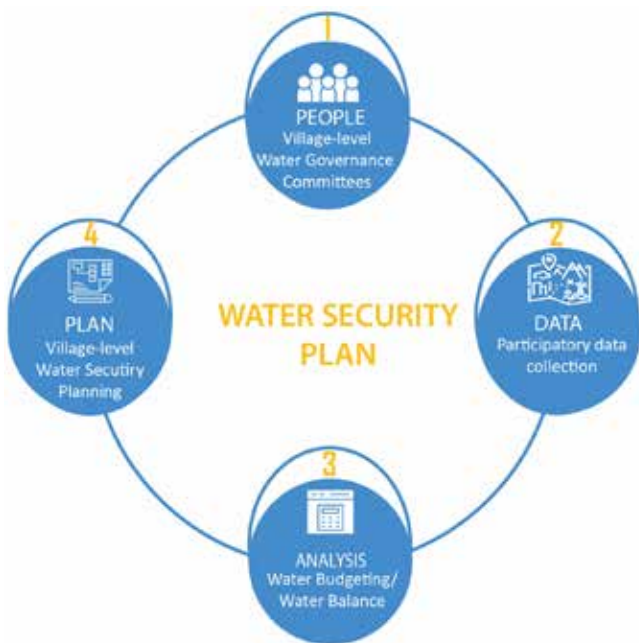 1
PEOPLE
Village-level
Water Governance
Committees
2
DATA
Participatory data
collection
3
ANALYSIS
Water Budgeting/
Water Balance
4
PLAN
Village-level
Water Secutiry
Planning
WATER SECURITY
PLAN